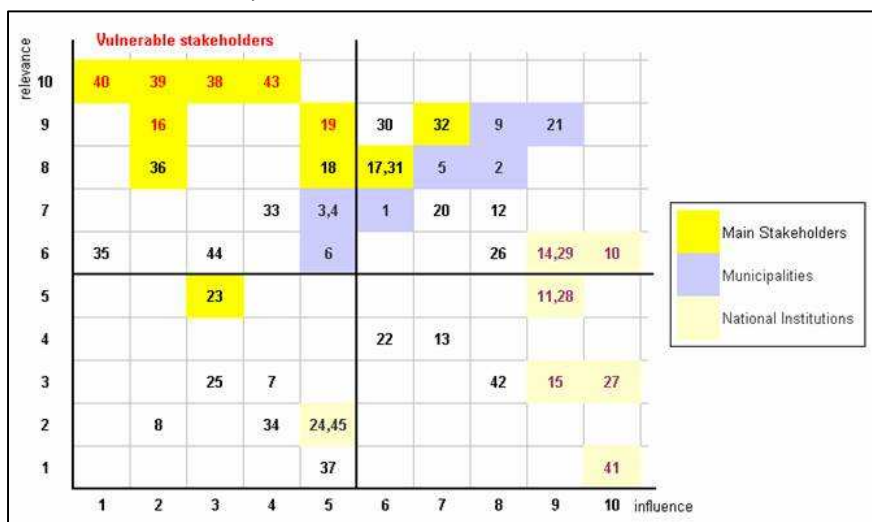 Vulnerable stakeholders
relevance
10 40 39 38 43
9 16 19 30 32 9 21
8 36 18 17,31 5 2
7 33 3,4 1 20 12
6 35 44 6 26 14,29 10
5 23 11,28
4 22 13
3 25 7 42 15 27
2 8 34 24,45
1 37 41
1 2 3 4 5 6 7 8 9 10 influence
Main Stakeholders
Municipalities
National Institutions